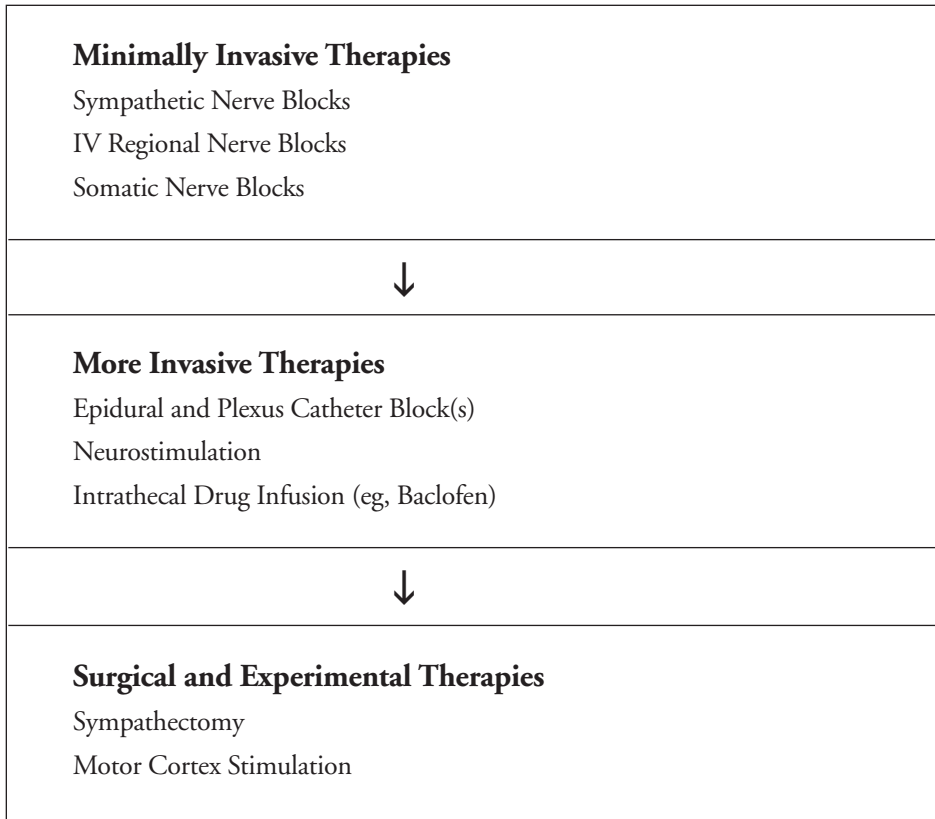 Minimally Invasive Therapies
Sympathetic Nerve Blocks
IV Regional Nerve Blocks
Somatic Nerve Blocks
↓
More Invasive Therapies
Epidural and Plexus Catheter Block(s)
Neurostimulation
Intrathecal Drug Infusion (eg, Baclofen)
↓
Surgical and Experimental Therapies
Sympathectomy
Motor Cortex Stimulation